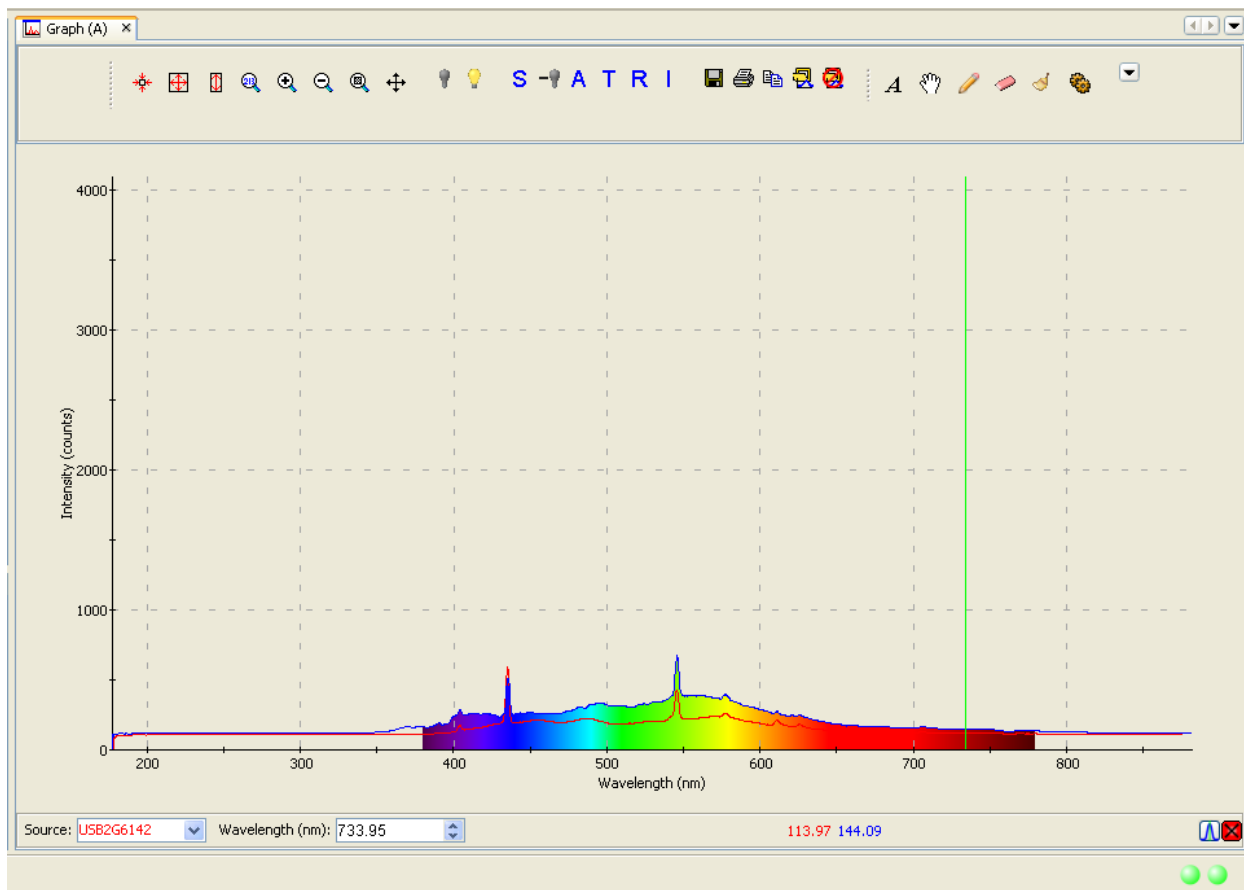 Graph (A)
213
S A T R I
A
4000
3000
2000
1000
0
Intensity (counts)
200 300 400 500 600 700 800
Wavelength (nm)
Source: USB2G6142 Wavelength (nm): 733.95 113.97 144.09